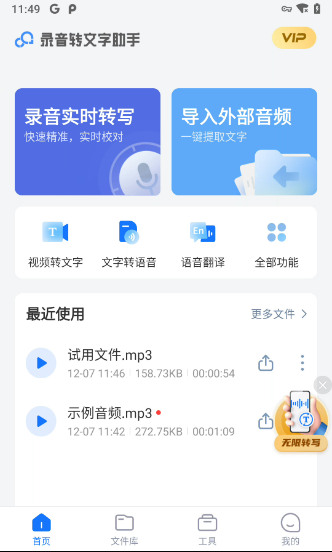 11:49
录音转文字助手
VIP
录音实时转写
快速精准，实时校对
导入外部音频
一键提取文字
T
视频转文字
文字转语音
En
语音翻译
全部功能
最近使用
更多文件
试用文件.mp3
12-07 11:46 158.73KB 00:00:54
示例音频.mp3
12-07 11:42 272.75KB 00:01:09
T
无限转写
首页
文件库
工具
我的